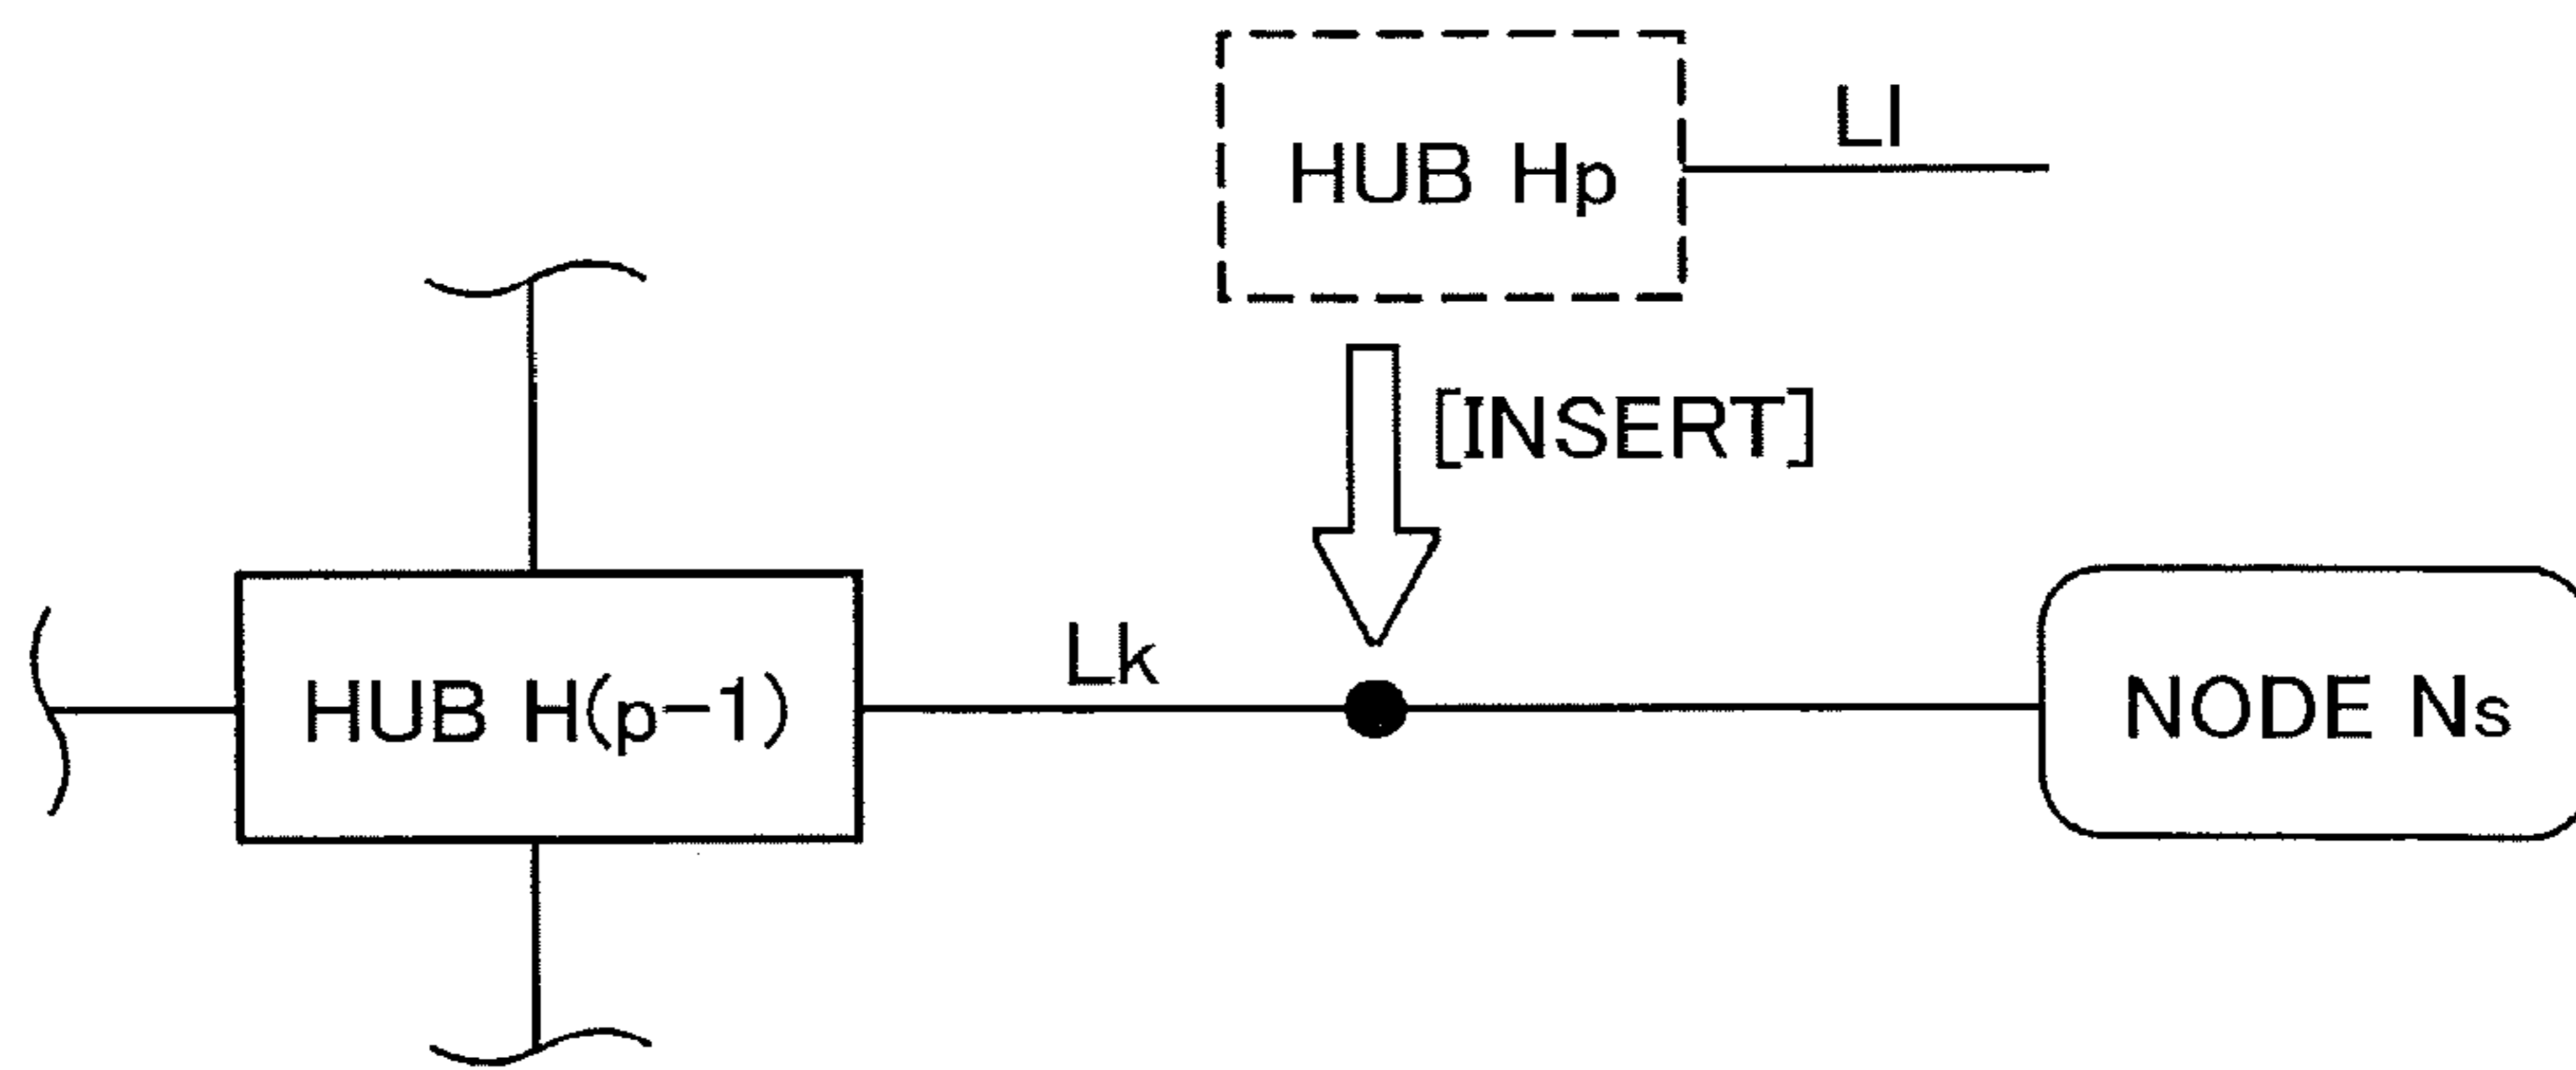 HUB Hp
Ll
[INSERT]
Lk
HUB H(p-1)
NODE Ns